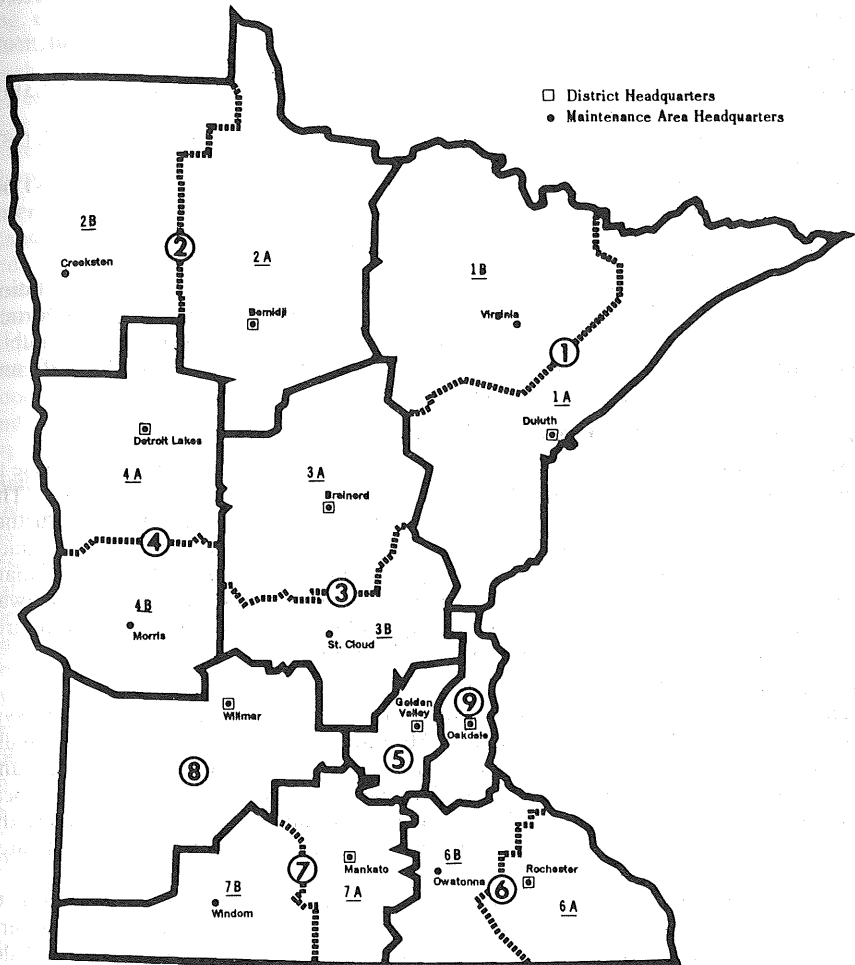 District Headquarters
Maintenance Area Headquarters
2B
Crookston
2
2A
Bemidji
1B
Virginia
1
1A
Duluth
Detroit Lakes
4A
3A
Brainerd
4
3
4B
Morris
3B
St. Cloud
Willmar
Golden
Valley
9
Oakdale
5
8
7
Mankato
7A
7B
Windom
6B
Owatonna
6
Rochester
6A